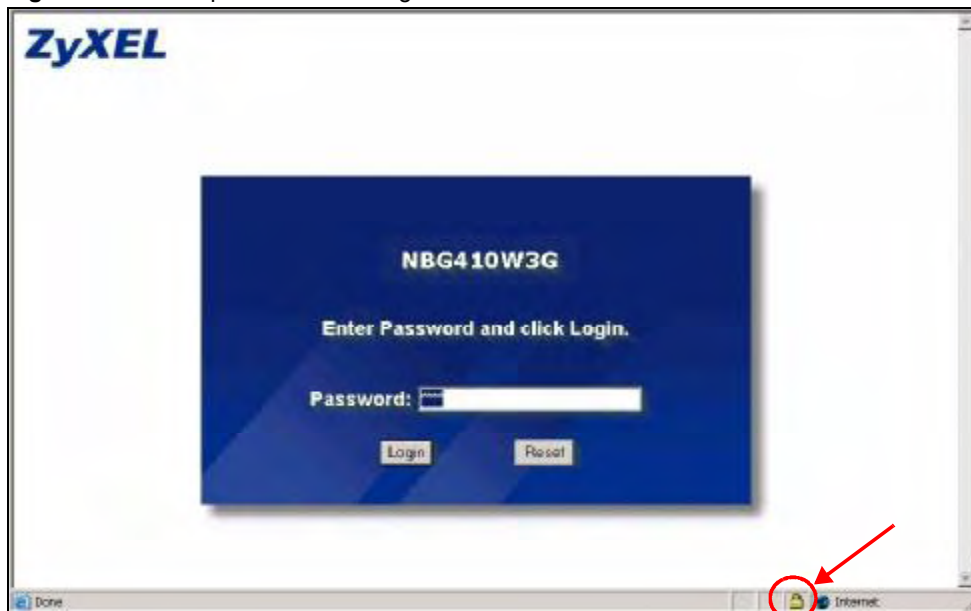 ZyXEL
NBG410W3G
Enter Password and click Login.
Password:
Login Reset
Done Internet